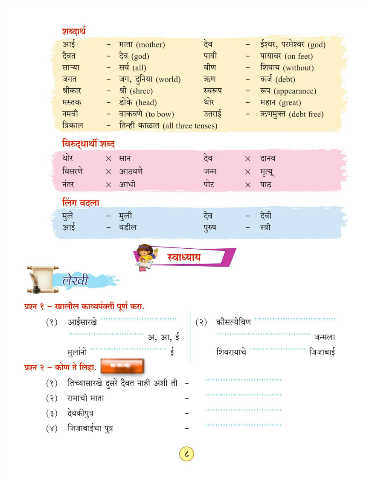 शब्दार्थ
आई - माता (mother) देव - ईश्वर, परमेश्वर (god)
दैवत - देव (god) पायी - पायावर (on feet)
साऱ्या - सर्व (all) वीण - शिवाय (without)
जगत - जग, दुनिया (world) ऋण - कर्ज (debt)
श्रीकार - श्री (shree) स्वरूप - रूप (appearance)
मस्तक - डोके (head) थोर - महान (great)
नमवी - वाकवणे (to bow) उतराई - ऋणमुक्त (debt free)
त्रिकाल - तिन्ही काळात (all three tenses)
विरुद्धार्थी शब्द
थोर × सान देव × दानव
विसरणे × आठवणे जन्म × मृत्यू
नंतर × आधी पोट × पाठ
लिंग बदला
मुले - मुली देव - देवी
आई - वडील पुरुष - स्त्री
स्वाध्याय
लेखी
प्रश्न १ - खालील काव्यपंक्ती पूर्ण करा.
(१) आईसारखे (२) कौसल्येविण
अ, आ, ई जन्मला
मुलांनो ई शिवरायांचे जिजाबाई
प्रश्न २ - कोण ते लिहा.
(१) तिच्यासारखे दुसरे दैवत नाही अशी ती -
(२) रामाची माता -
(३) देवकीपुत्र -
(४) जिजाबाईचा पुत्र -
८